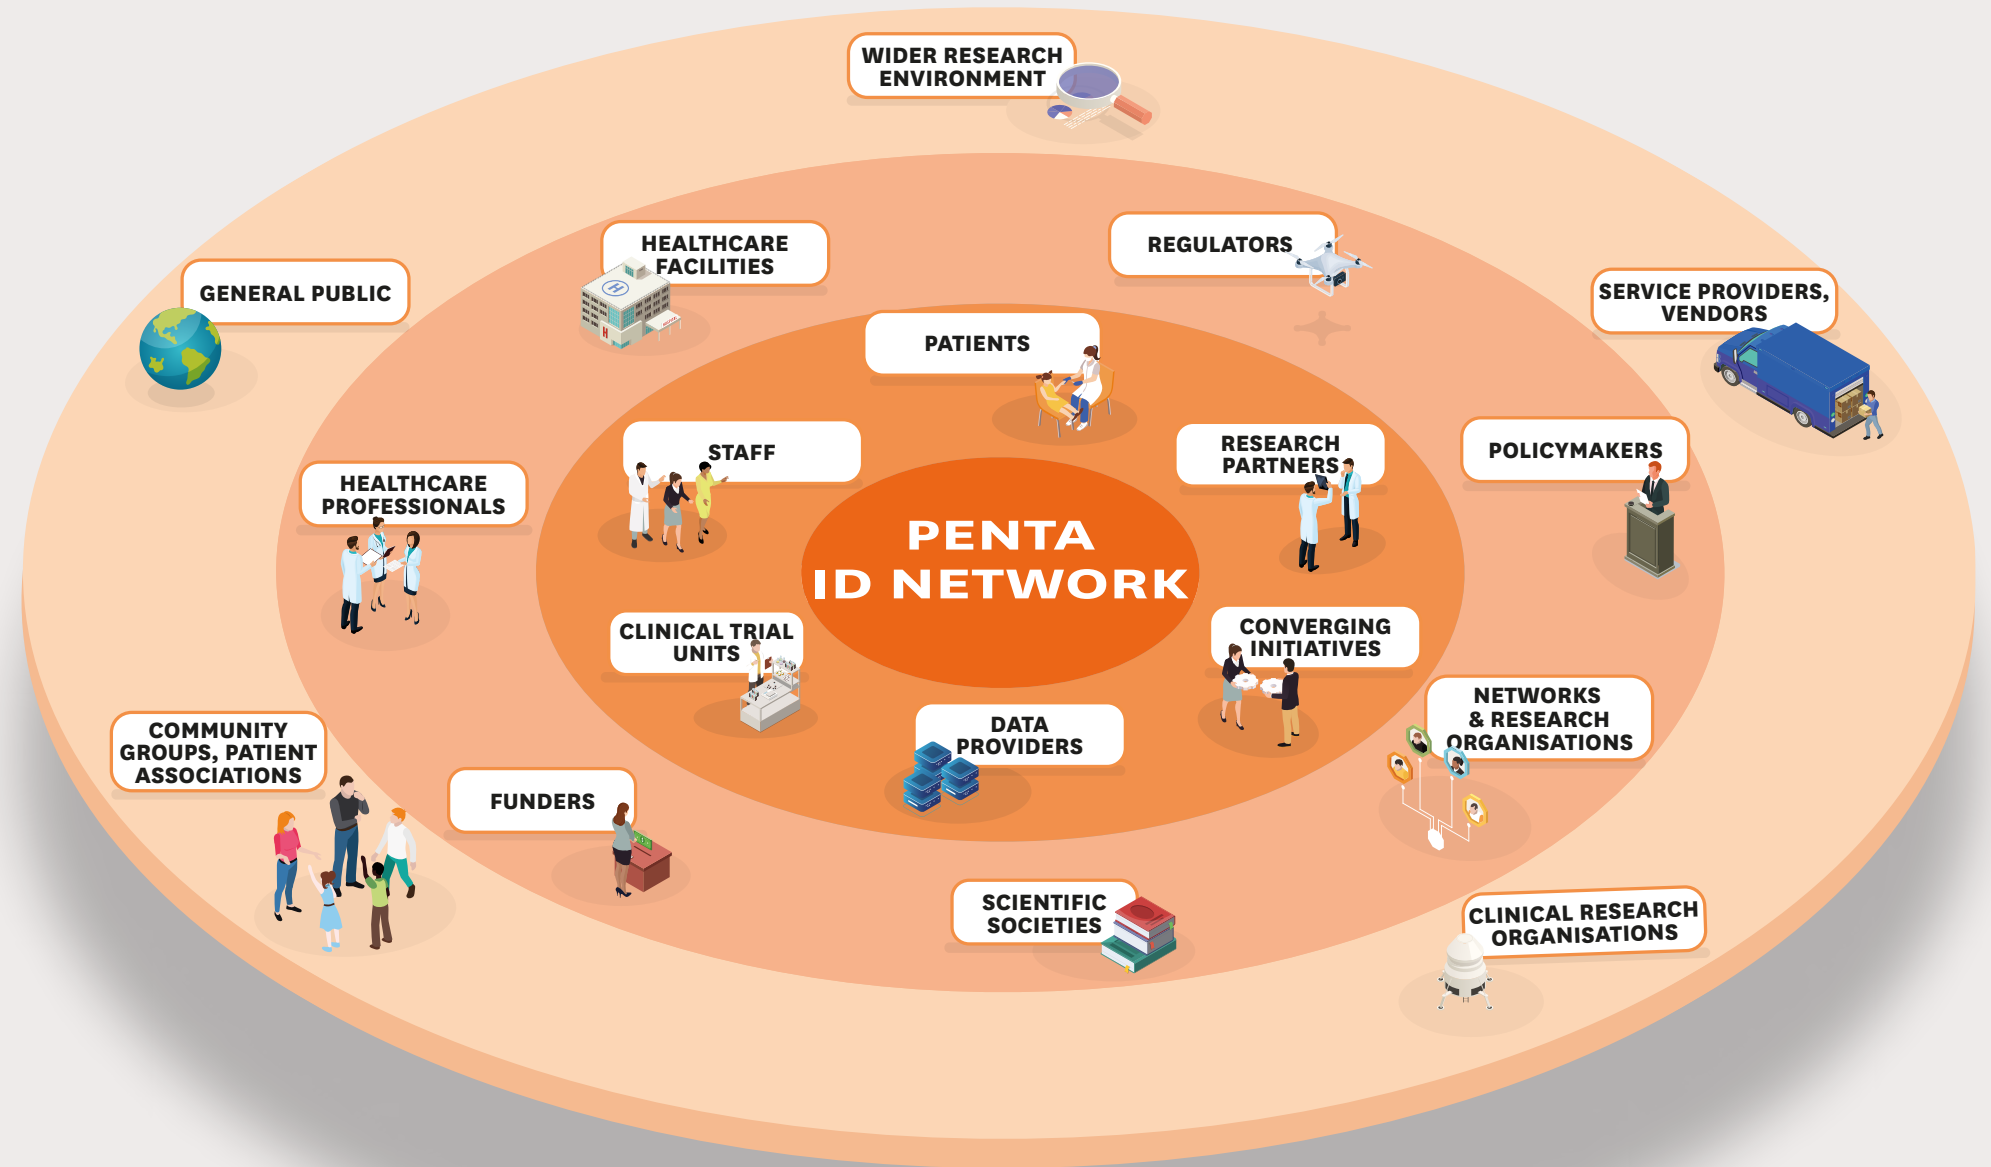 WIDER RESEARCH
ENVIRONMENT
HEALTHCARE
FACILITIES
REGULATORS
GENERAL PUBLIC
SERVICE PROVIDERS,
VENDORS
PATIENTS
STAFF
RESEARCH
PARTNERS
POLICYMAKERS
HEALTHCARE
PROFESSIONALS
PENTA
ID NETWORK
CLINICAL TRIAL
UNITS
CONVERGING
INITIATIVES
NETWORKS
& RESEARCH
ORGANISATIONS
COMMUNITY
GROUPS, PATIENT
ASSOCIATIONS
DATA
PROVIDERS
FUNDERS
SCIENTIFIC
SOCIETIES
CLINICAL RESEARCH
ORGANISATIONS
H
H